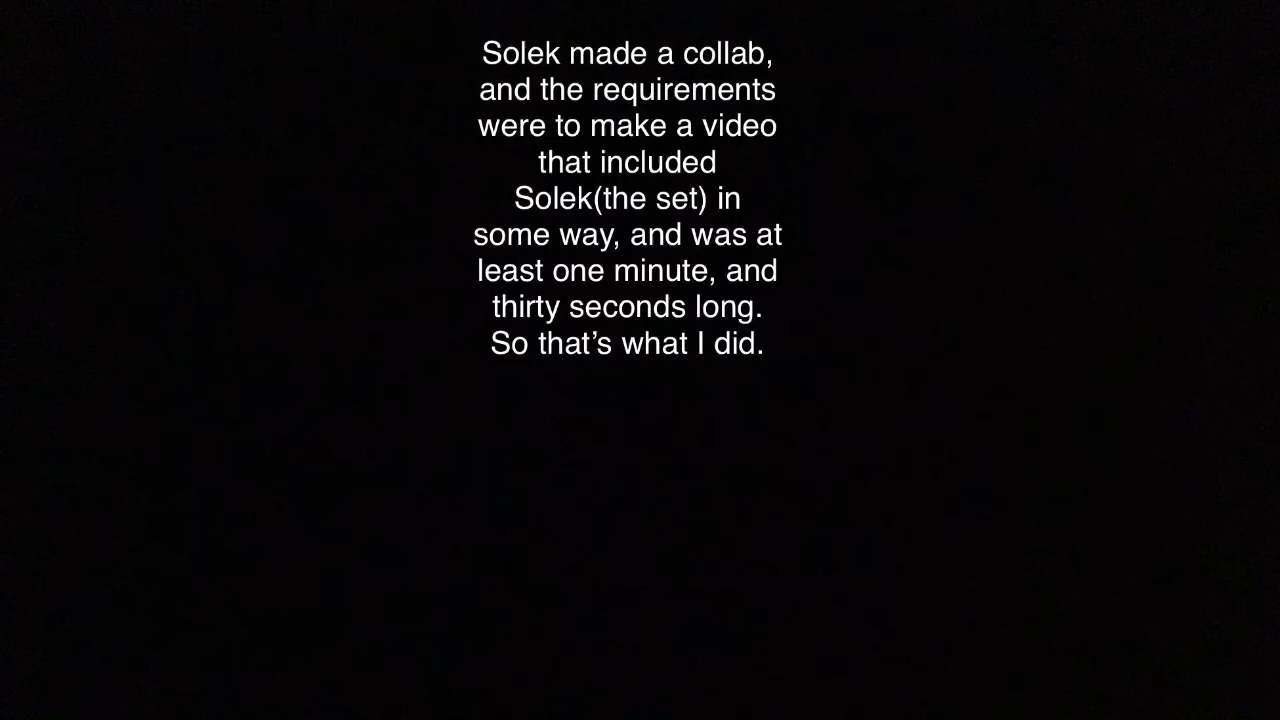 Solek made a collab,
and the requirements
were to make a video
that included
Solek(the set) in
some way, and was at
least one minute, and
thirty seconds long.
So that’s what I did.